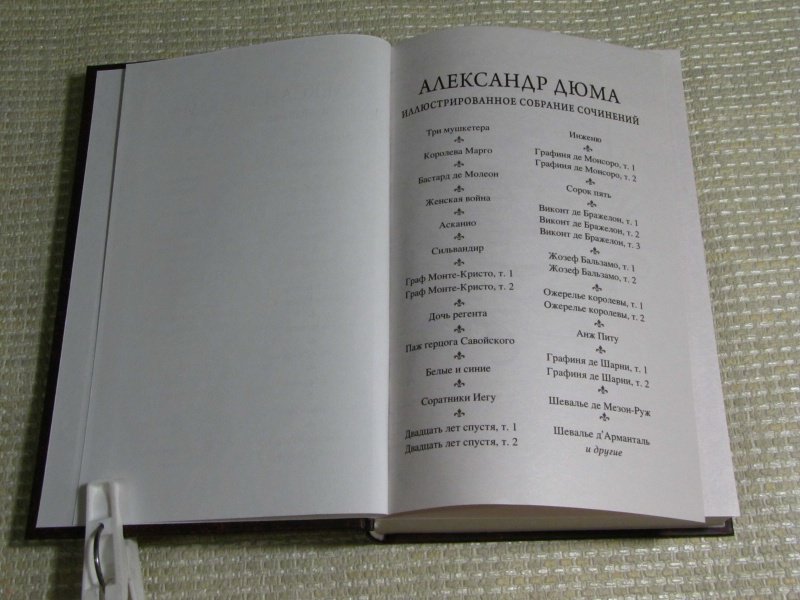 АЛЕКСАНДР ДЮМА
ИЛЛЮСТРИРОВАННОЕ СОБРАНИЕ СОЧИНЕНИЙ
Три мушкетера
Королева Марго
Бастард де Молеон
Женская война
Асканио
Сильвандир
Граф Монте-Кристо, т. 1
Граф Монте-Кристо, т. 2
Дочь регента
Паж герцога Савойского
Белые и синие
Соратники Иегу
Двадцать лет спустя, т. 1
Двадцать лет спустя, т. 2
Инженю
Графиня де Монсоро, т. 1
Графиня де Монсоро, т. 2
Сорок пять
Виконт де Бражелон, т. 1
Виконт де Бражелон, т. 2
Виконт де Бражелон, т. 3
Жозеф Бальзамо, т. 1
Жозеф Бальзамо, т. 2
Ожерелье королевы, т. 1
Ожерелье королевы, т. 2
Анж Питу
Графиня де Шарни, т. 1
Графиня де Шарни, т. 2
Шевалье де Мезон-Руж
Шевалье д'Арманталь
и другие